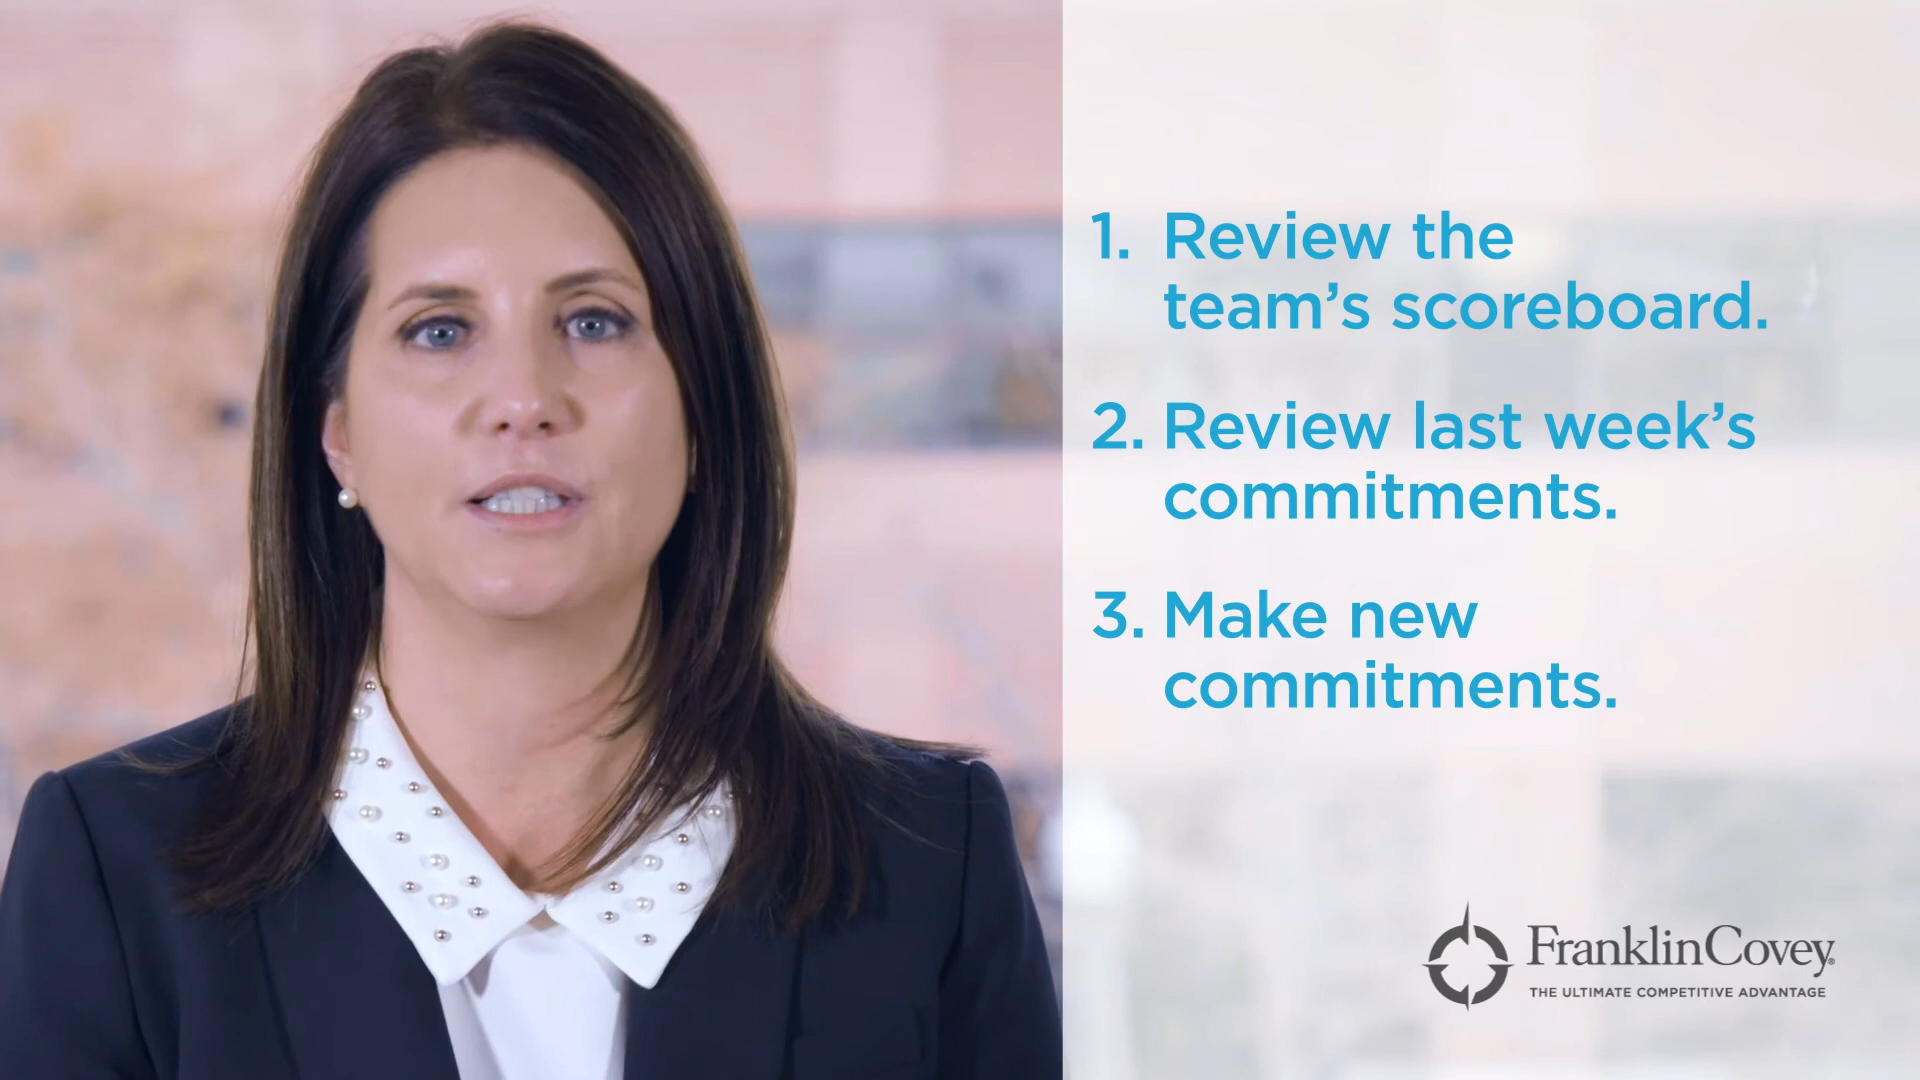 1. Review the
team’s scoreboard.
2. Review last week’s
commitments.
3. Make new
commitments.
FranklinCovey®
THE ULTIMATE COMPETITIVE ADVANTAGE